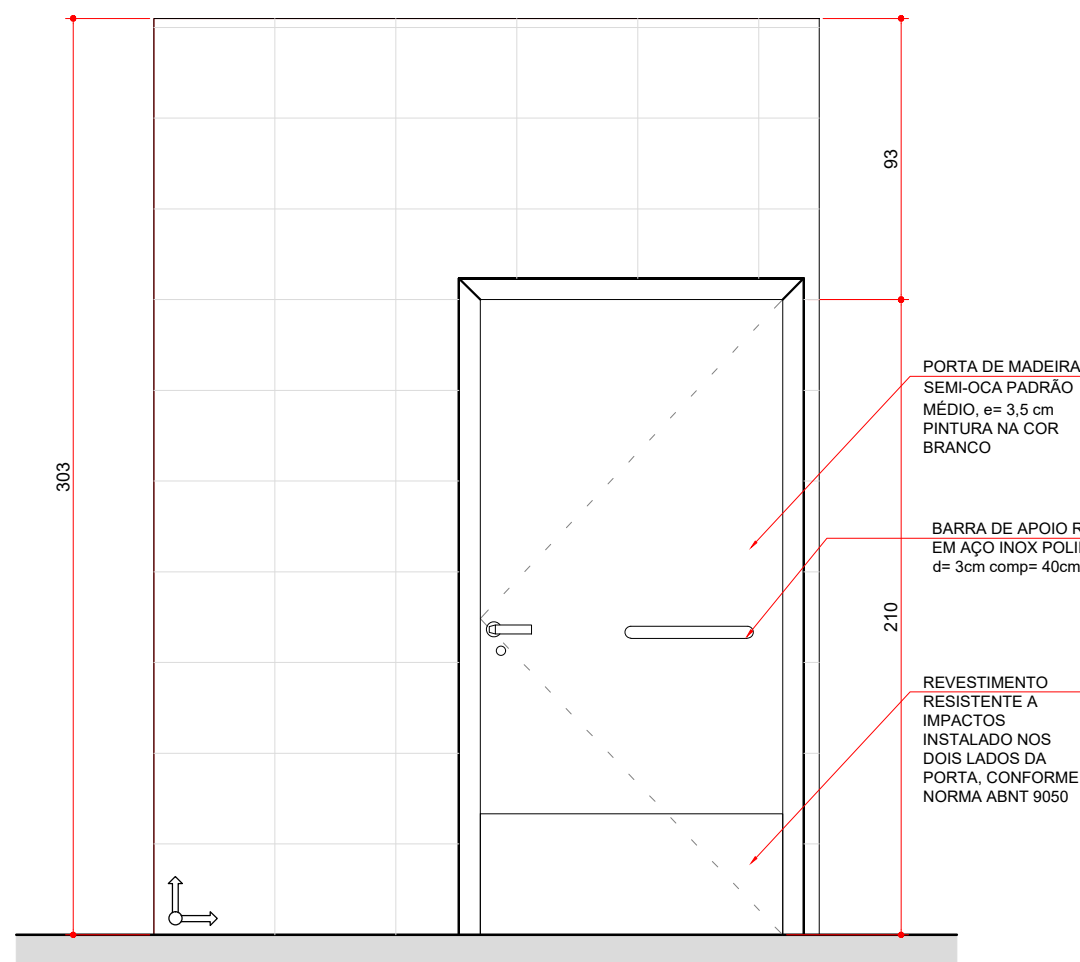 303
93
210
PORTA DE MADEIRA
SEMI-OCA PADRÃO
MÉDIO, e= 3,5 cm
PINTURA NA COR
BRANCO
BARRA DE APOIO
EM AÇO INOX
d= 3cm comp= 40cm
REVESTIMENTO
RESISTENTE A
IMPACTOS
INSTALADO NOS
DOIS LADOS DA
PORTA, CONFORME
NORMA ABNT 9050